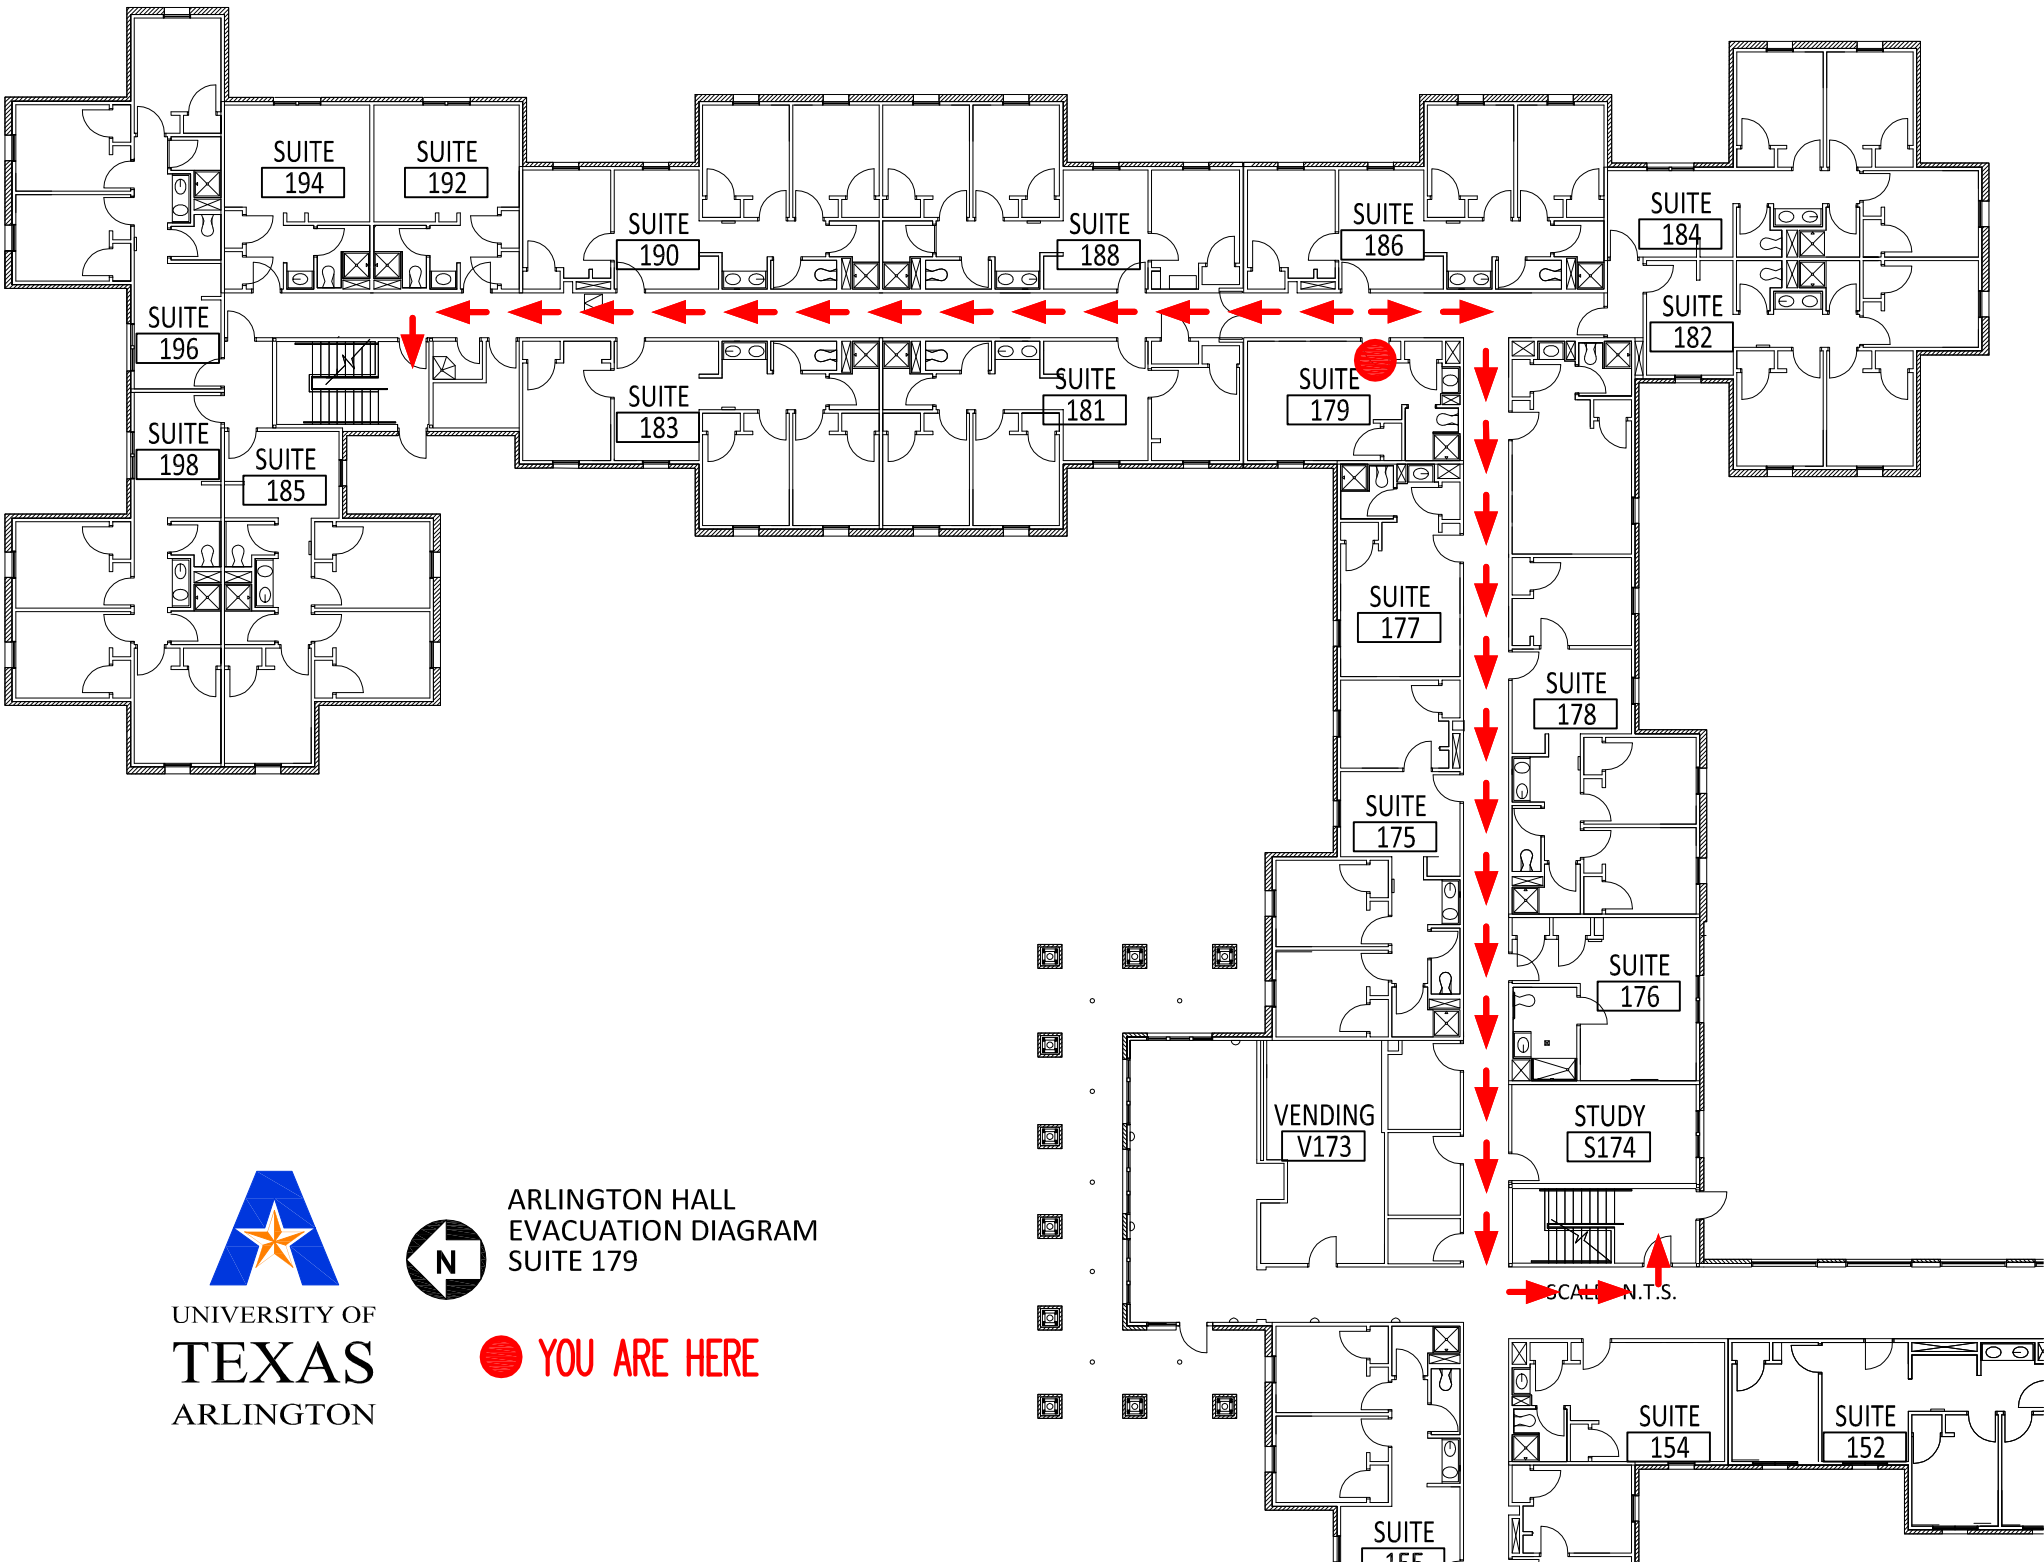 SUITE
194
SUITE
192
SUITE
190
SUITE
188
SUITE
186
SUITE
184
SUITE
182
SUITE
196
SUITE
198
SUITE
185
SUITE
183
SUITE
181
SUITE
179
SUITE
177
SUITE
178
SUITE
175
SUITE
176
VENDING
V173
STUDY
S174
SCALE N.T.S.
SUITE
154
SUITE
152
SUITE
155
UNIVERSITY OF
TEXAS
ARLINGTON
N
ARLINGTON HALL
EVACUATION DIAGRAM
SUITE 179
YOU ARE HERE